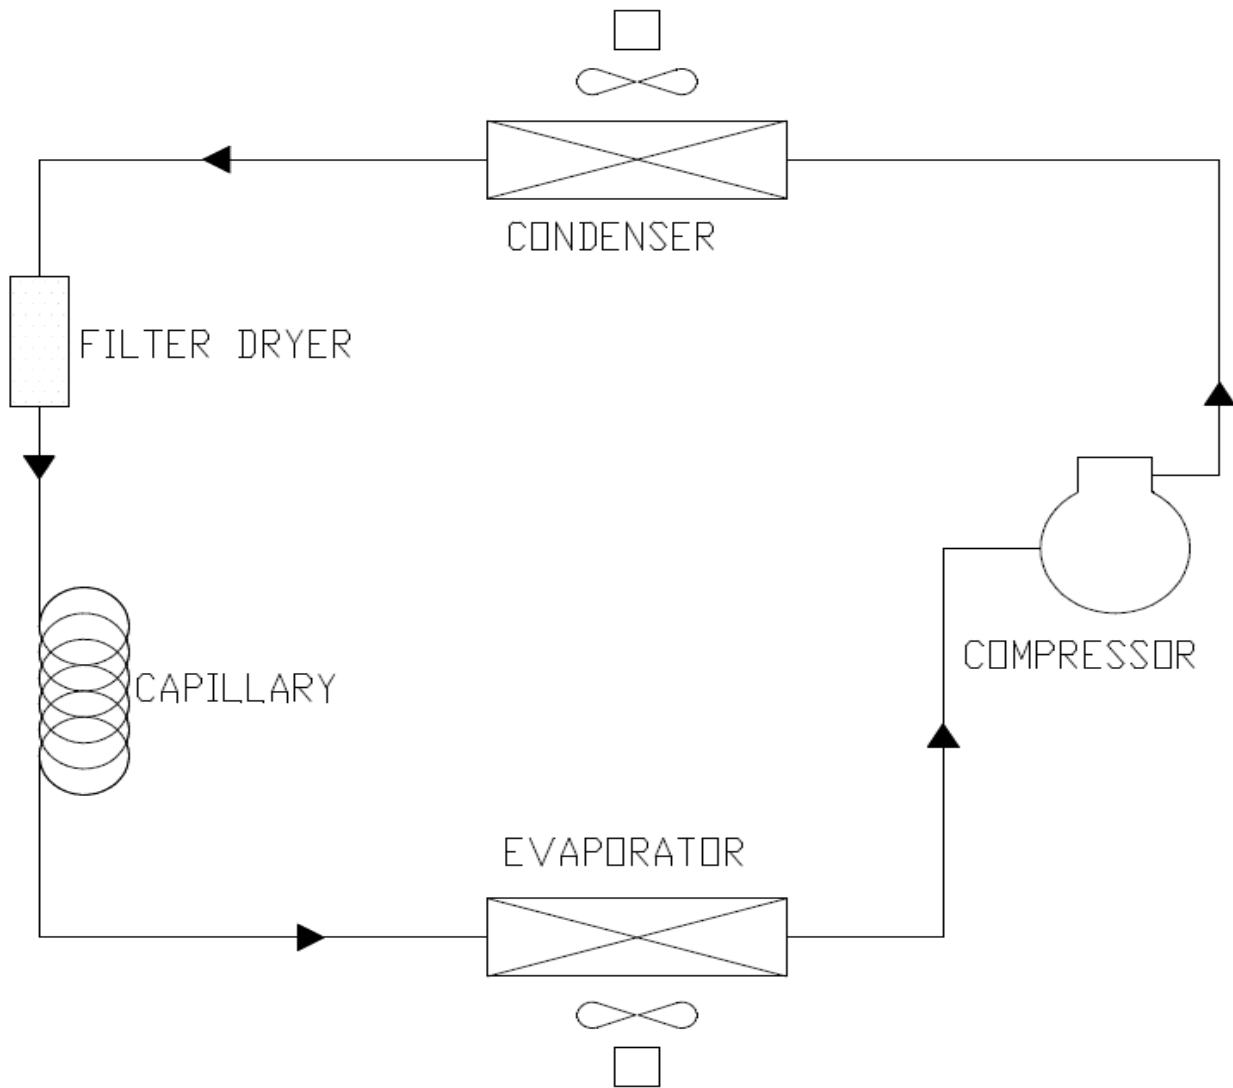 CONDENSER
FILTER DRYER
COMPRESSOR
CAPILLARY
EVAPORATOR